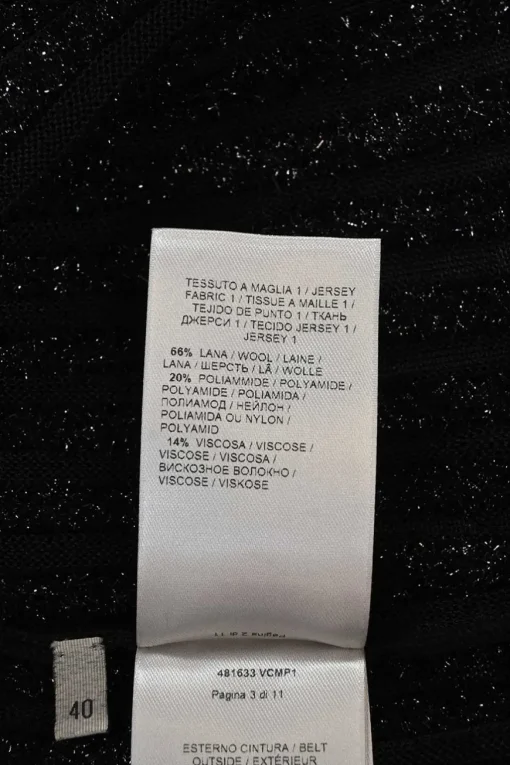 TESSUTO A MAGLIA 1 / JERSEY
FABRIC 1 / TISSUE A MAILLE 1 /
TEJIDO DE PUNTO 1 / ТКАНЬ
ДЖЕРСИ 1 / TECIDO JERSEY 1 /
JERSEY 1
66% LANA / WOOL / LAINE /
LANA / ШЕРСТЬ / LÃ / WOLLE
20% POLIAMMIDE / POLYAMIDE /
POLYAMIDE / POLIAMIDA /
ПОЛИАМОД / НЕЙЛОН /
POLIAMIDA OU NYLON /
POLYAMID
14% VISCOSA / VISCOSE /
VISCOSE / VISCOSA /
ВИСКОЗНОЕ ВОЛОКНО /
VISCOSE / VISKOSE
481633 VCMP1
Pagina 3 di 11
ESTERNO CINTURA / BELT
OUTSIDE / EXTÉRIEUR
40